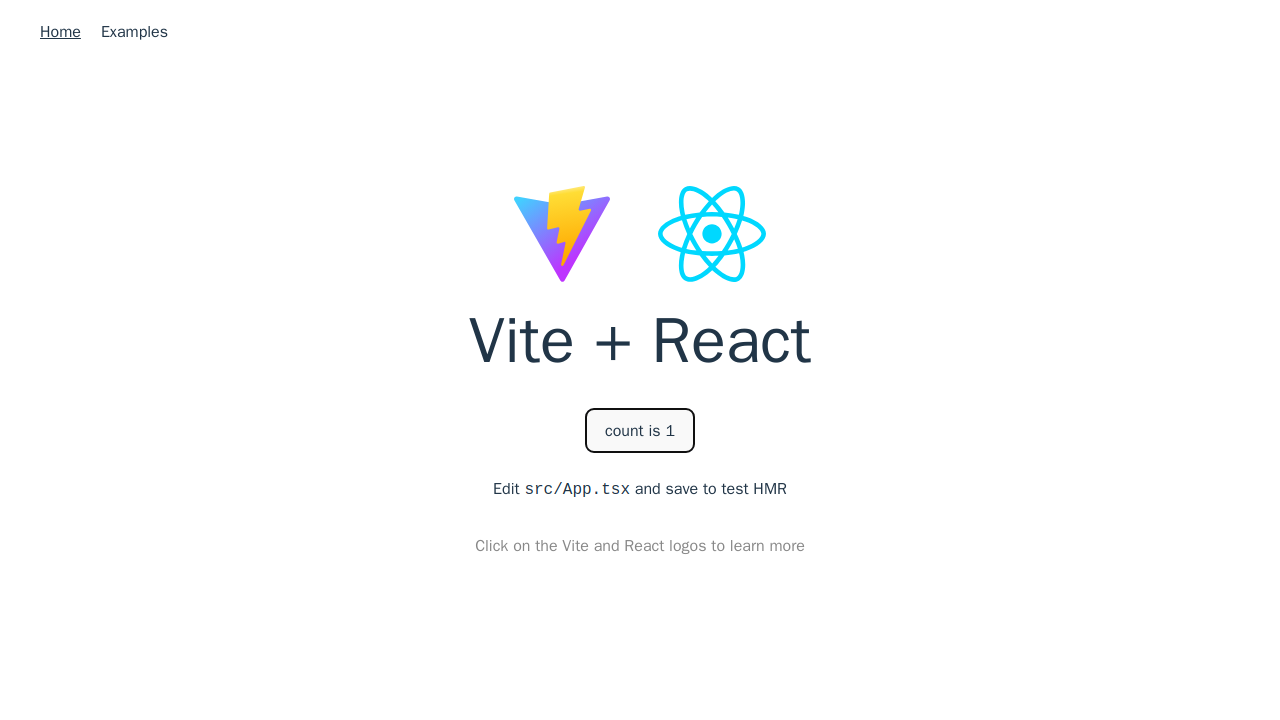 Home Examples
Vite + React
count is 1
Edit src/App.tsx and save to test HMR
Click on the Vite and React logos to learn more